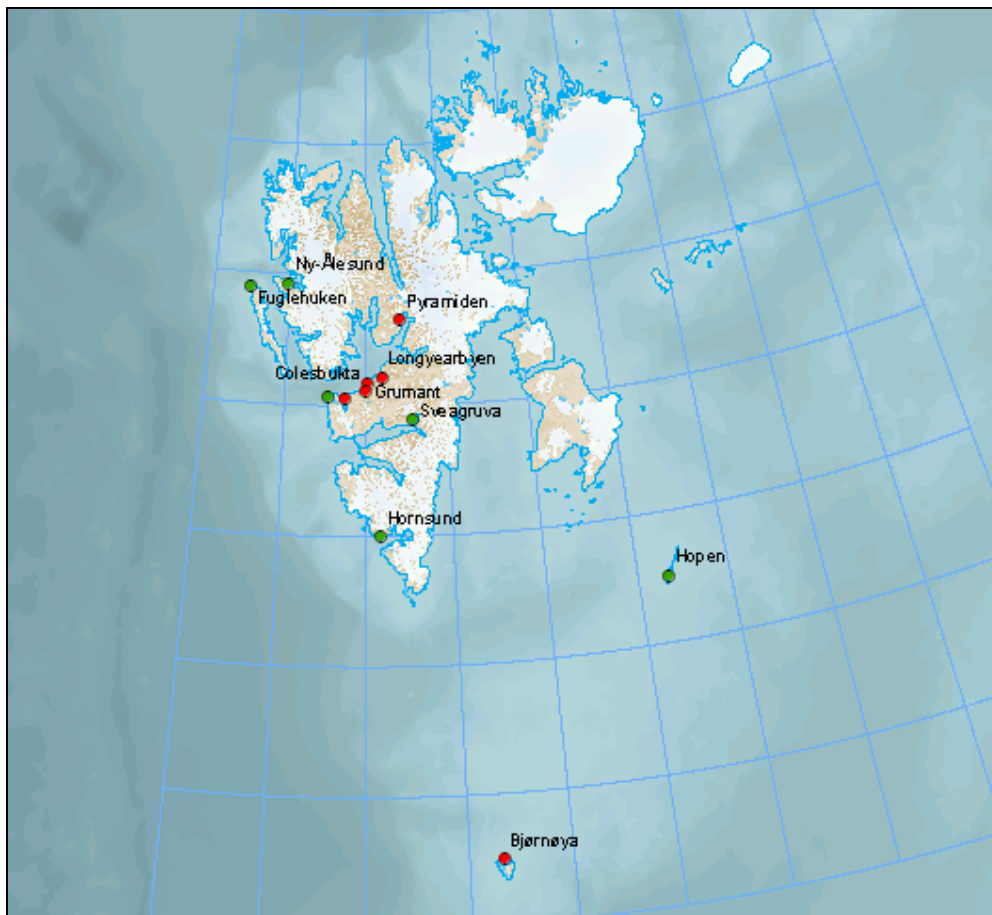 Ny-Ålesund
Fuglehuken
Pyramiden
Longyearbyen
Colesbukta
Grumant
Sveagruva
Hornsund
Hopen
Bjørnøya